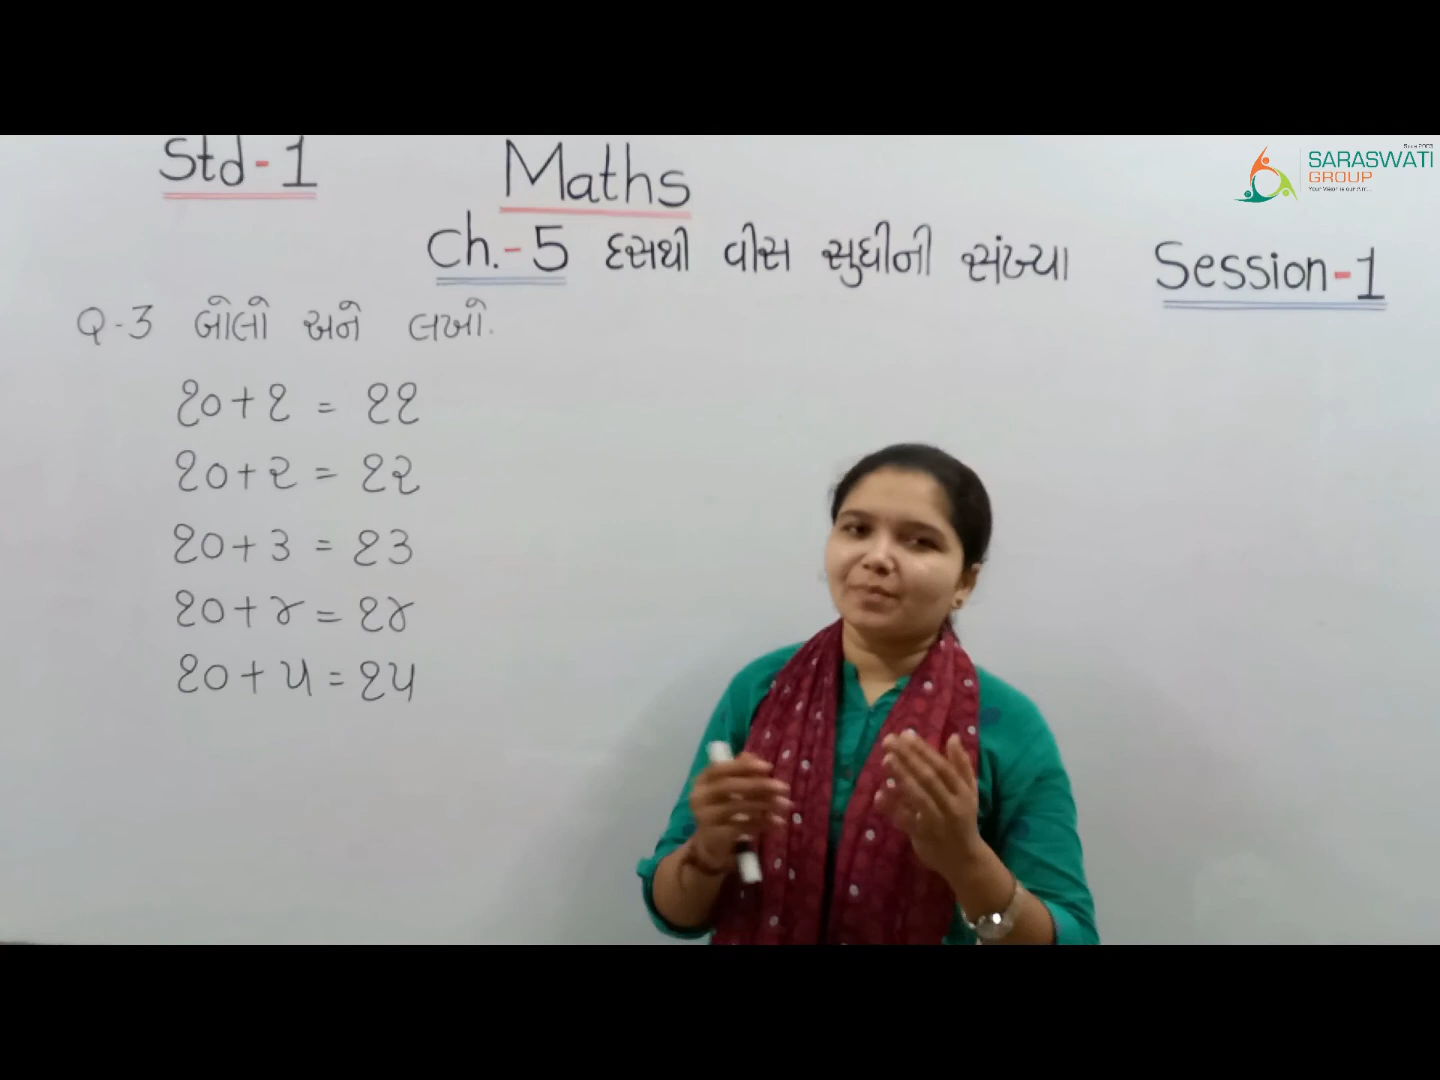 Std-1
Maths
SARASWATI
GROUP
Ch.-5 દસથી વીસ સુધીની સંખ્યા
Session-1
Q-3 બોલો અને લખો.
૧૦+૧ = ૧૧
૧૦+૨ = ૧૨
૧૦+૩ = ૧૩
૧૦+૪ = ૧૪
૧૦+૫ = ૧૫